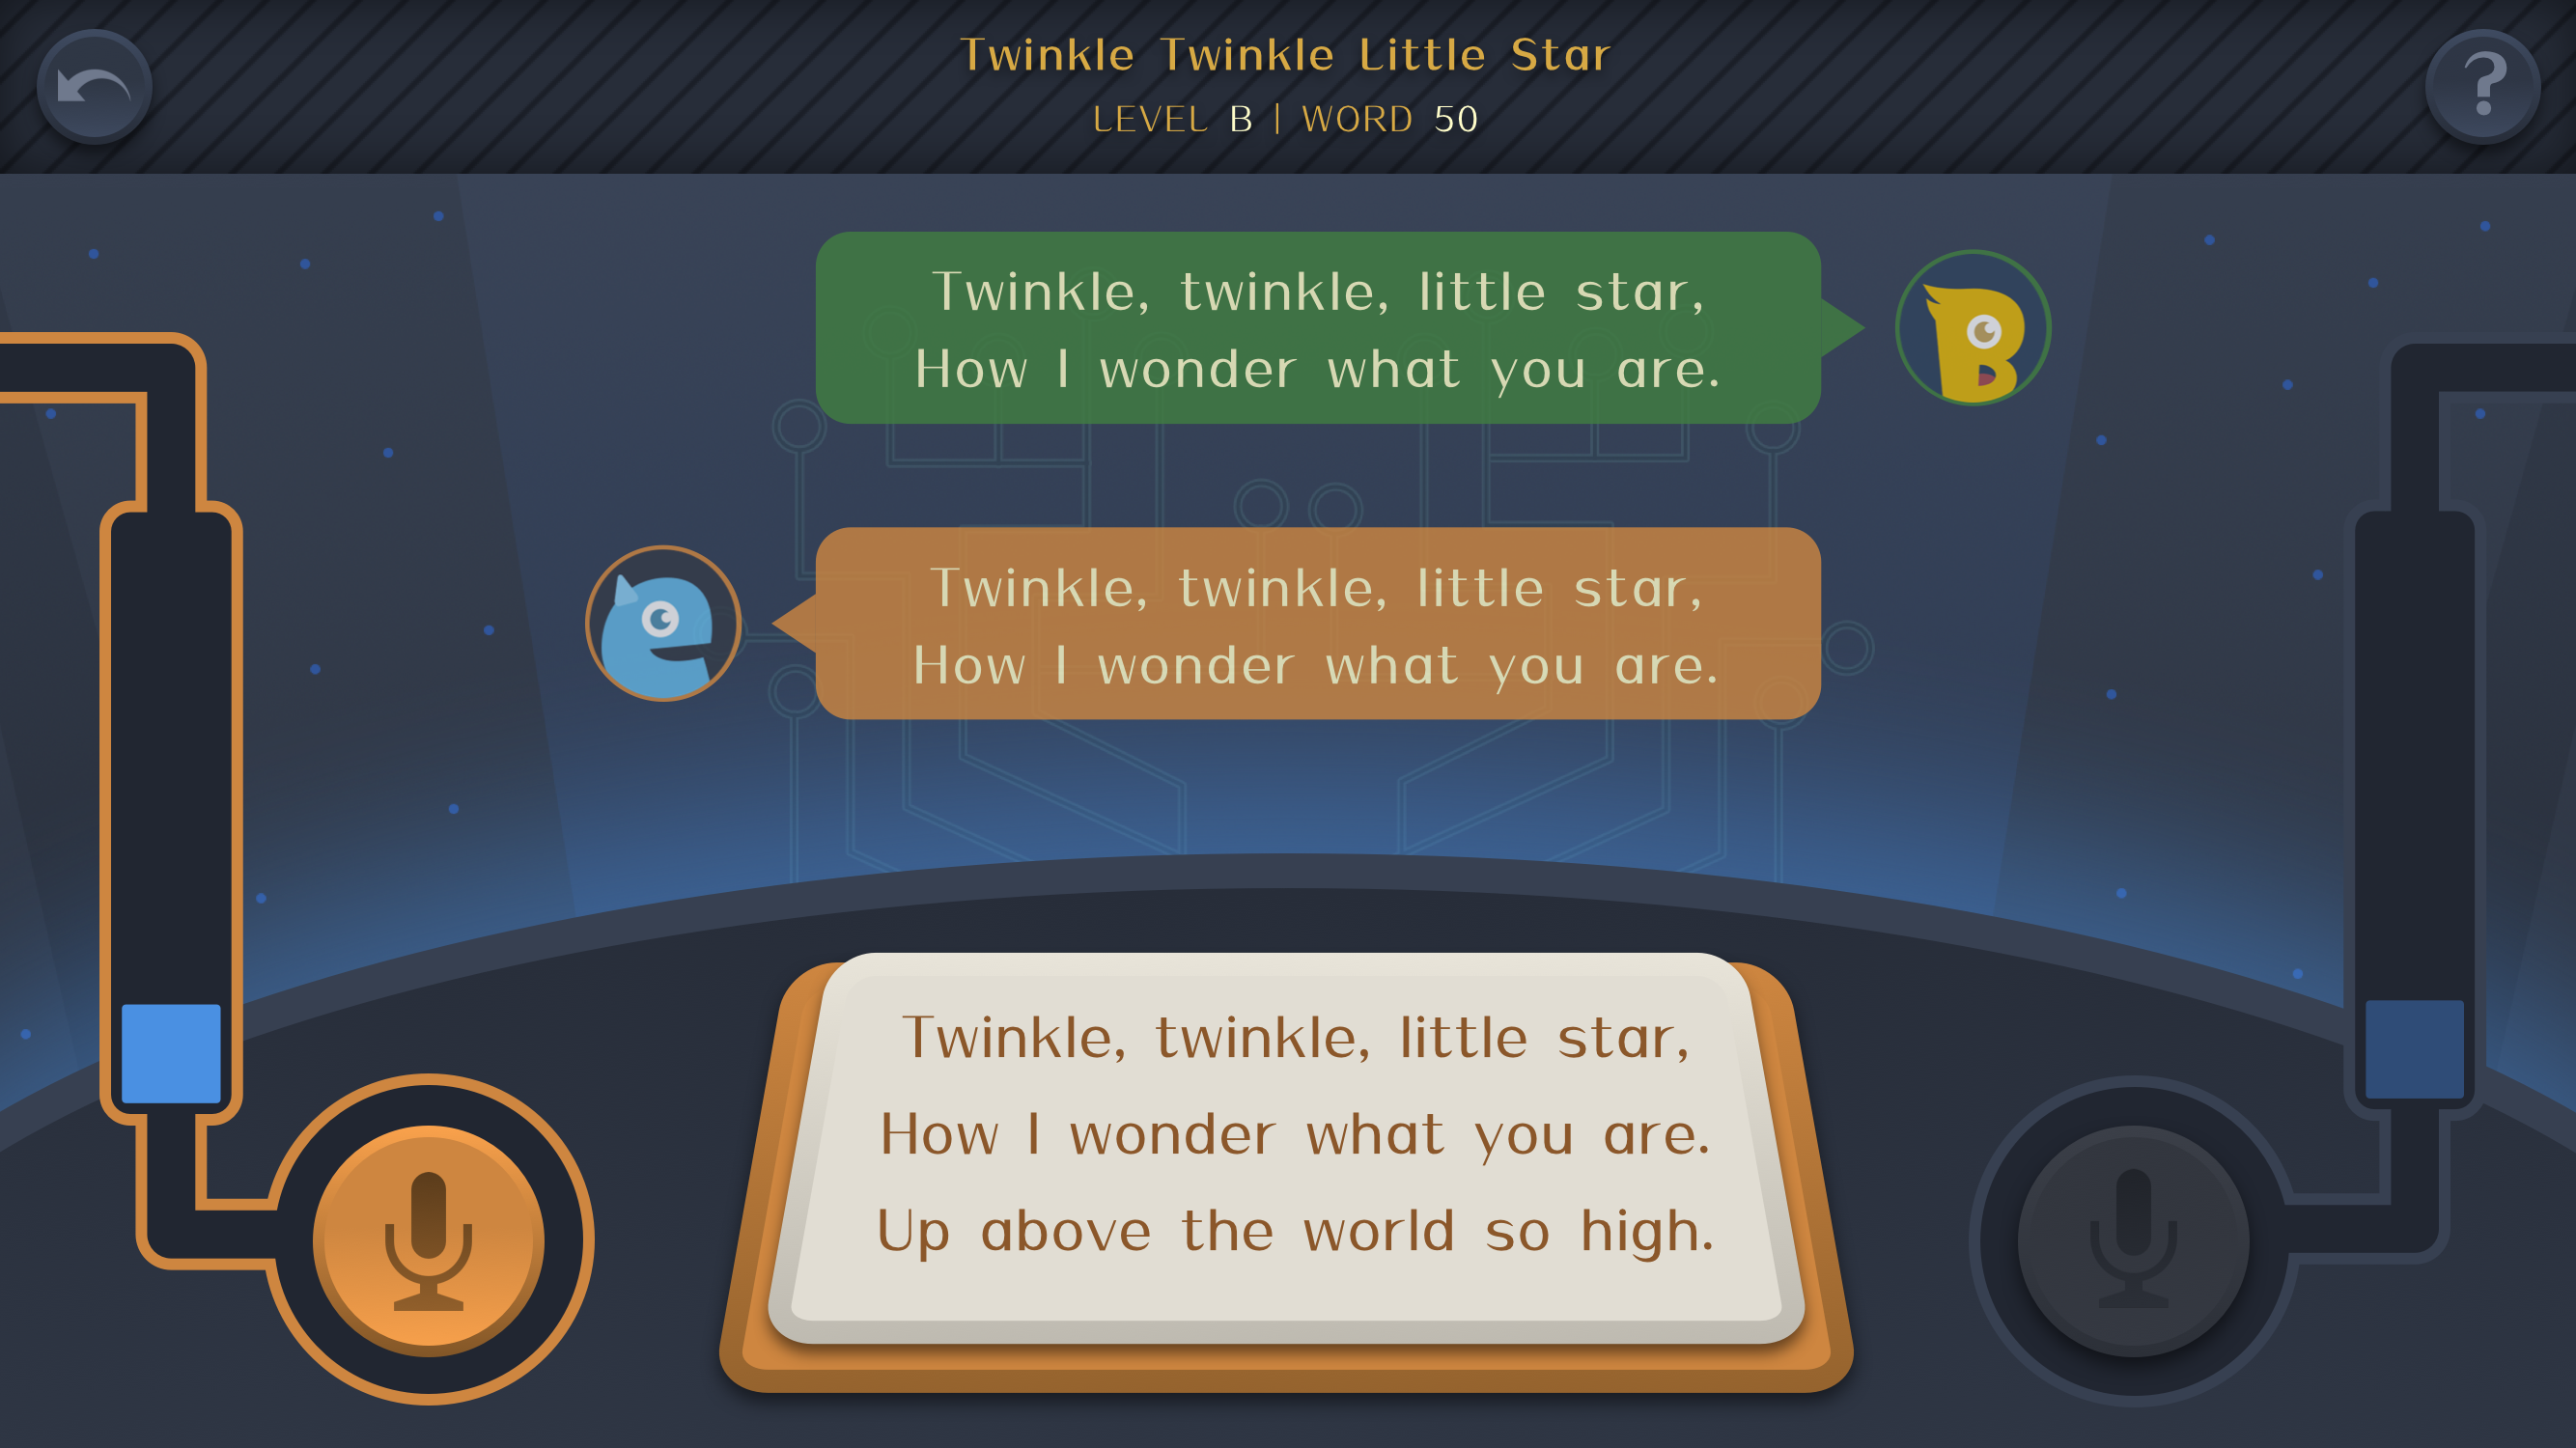 Twinkle Twinkle Little Star
LEVEL B | WORD 50
?
Twinkle, twinkle, little star,
How I wonder what you are.
Twinkle, twinkle, little star,
How I wonder what you are.
Twinkle, twinkle, little star,
How I wonder what you are.
Up above the world so high.